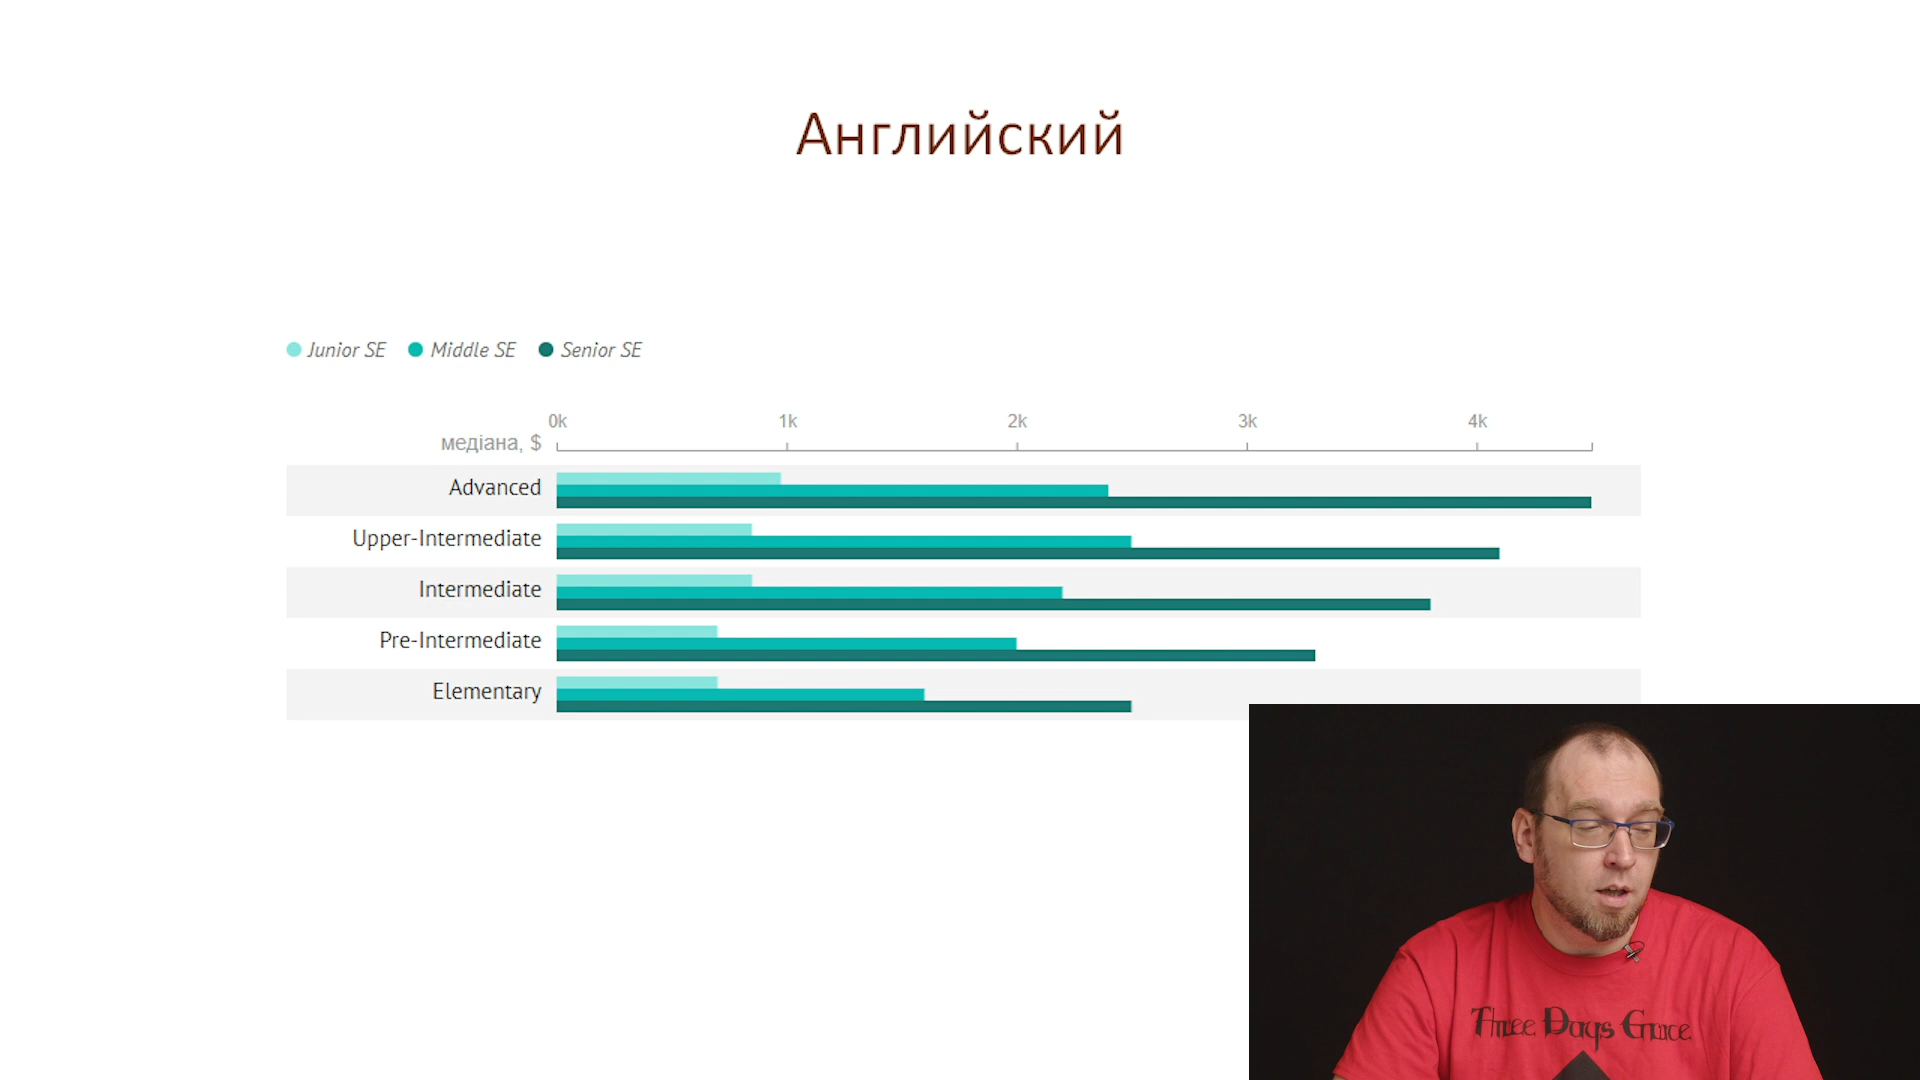 Английский
Junior SE Middle SE Senior SE
0k 1k 2k 3k 4k
медіана, $
Advanced
Upper-Intermediate
Intermediate
Pre-Intermediate
Elementary
Three Days Grace